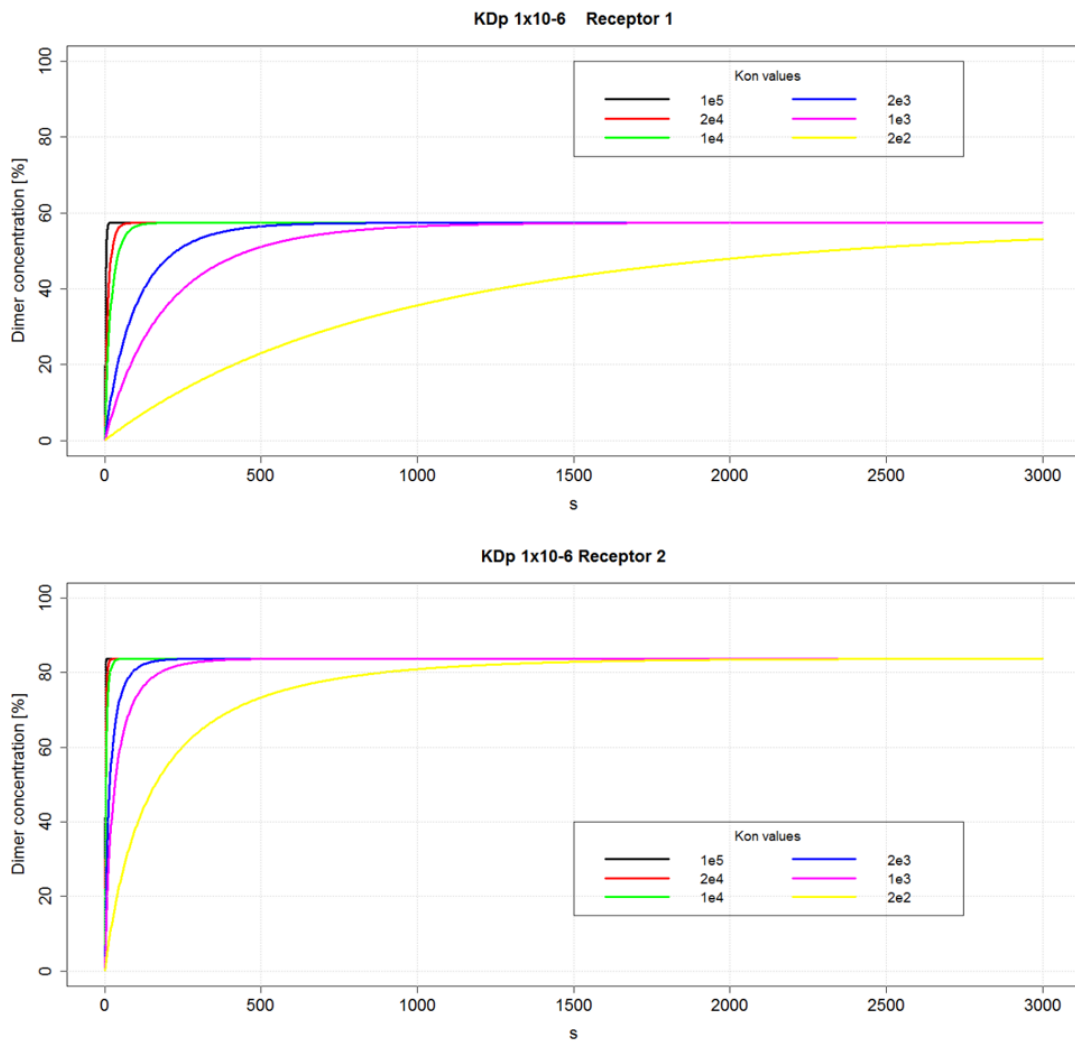 KDp 1x10-6 Receptor 1
Dimer concentration [%]
100
80
60
40
20
0
Kon values
1e5 2e3
2e4 1e3
1e4 2e2
0 500 1000 1500 2000 2500 3000
s
KDp 1x10-6 Receptor 2
Dimer concentration [%]
100
80
60
40
20
0
Kon values
1e5 2e3
2e4 1e3
1e4 2e2
0 500 1000 1500 2000 2500 3000
s